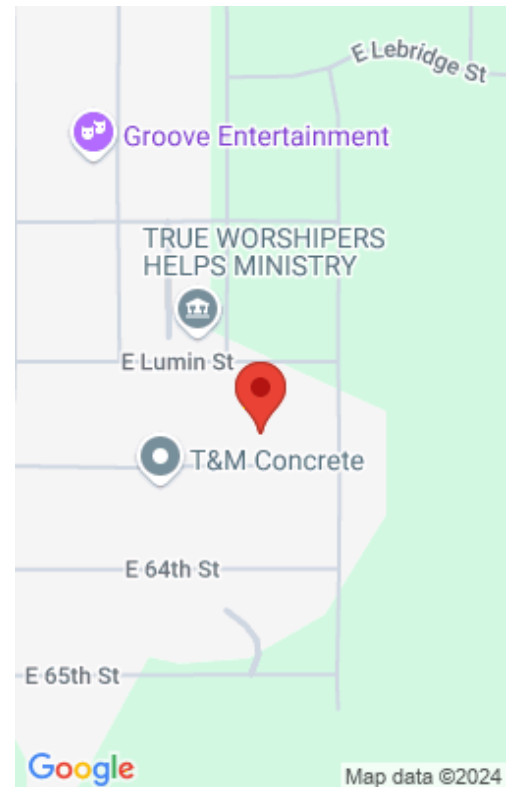 E Lebridge St
Groove Entertainment
TRUE WORSHIPERS
HELPS MINISTRY
E Lumin St
T&M Concrete
E 64th St
E 65th St
Google
Map data ©2024